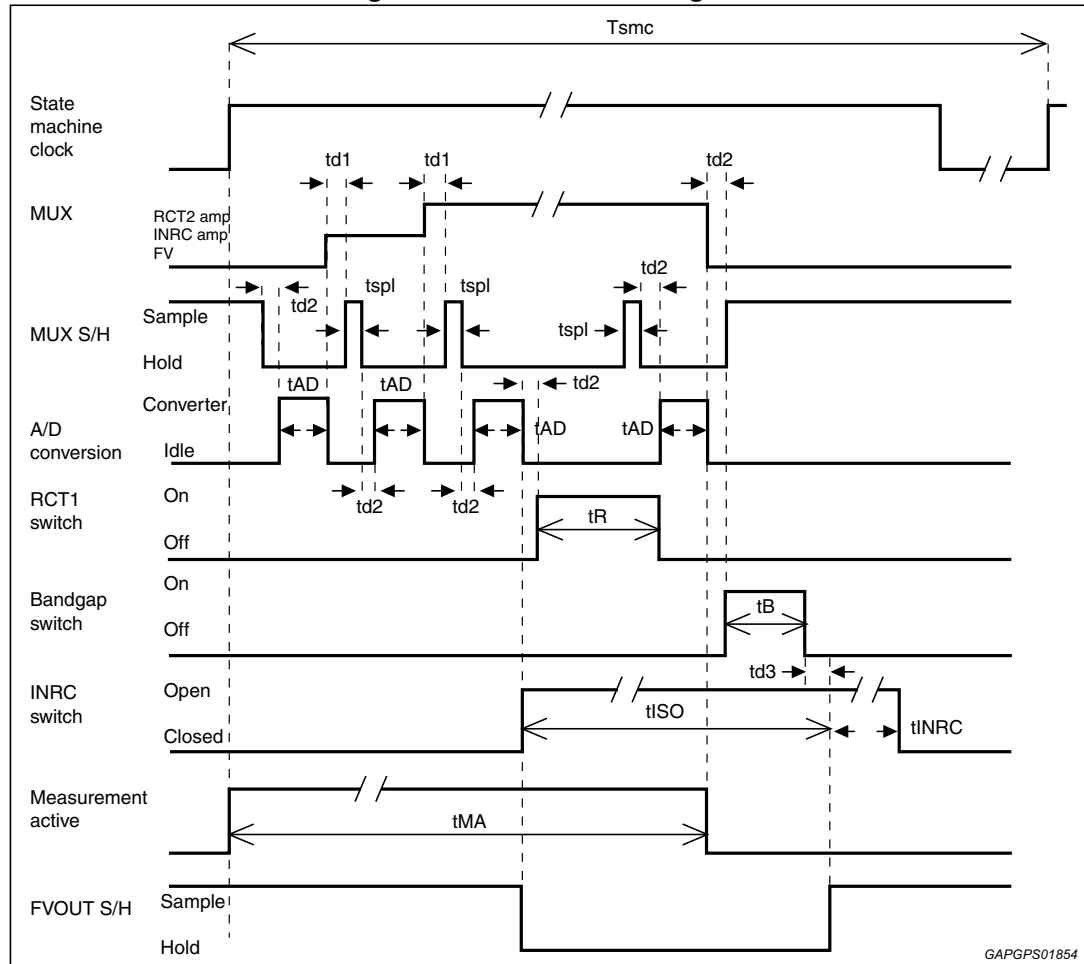 Tsmc
State
machine
clock
td1
td1
td2
MUX
RCT2 amp
INRC amp
FV
td2
tspl
tspl
td2
MUX S/H
Sample
Hold
tspl
tAD
tAD
td2
A/D
conversion
Converter
Idle
tAD
tAD
td2
td2
RCT1
switch
On
Off
tR
Bandgap
switch
On
Off
tB
td3
INRC
switch
Open
Closed
tISO
tINRC
Measurement
active
tMA
FVOUT S/H
Sample
Hold
GAPGPS01854